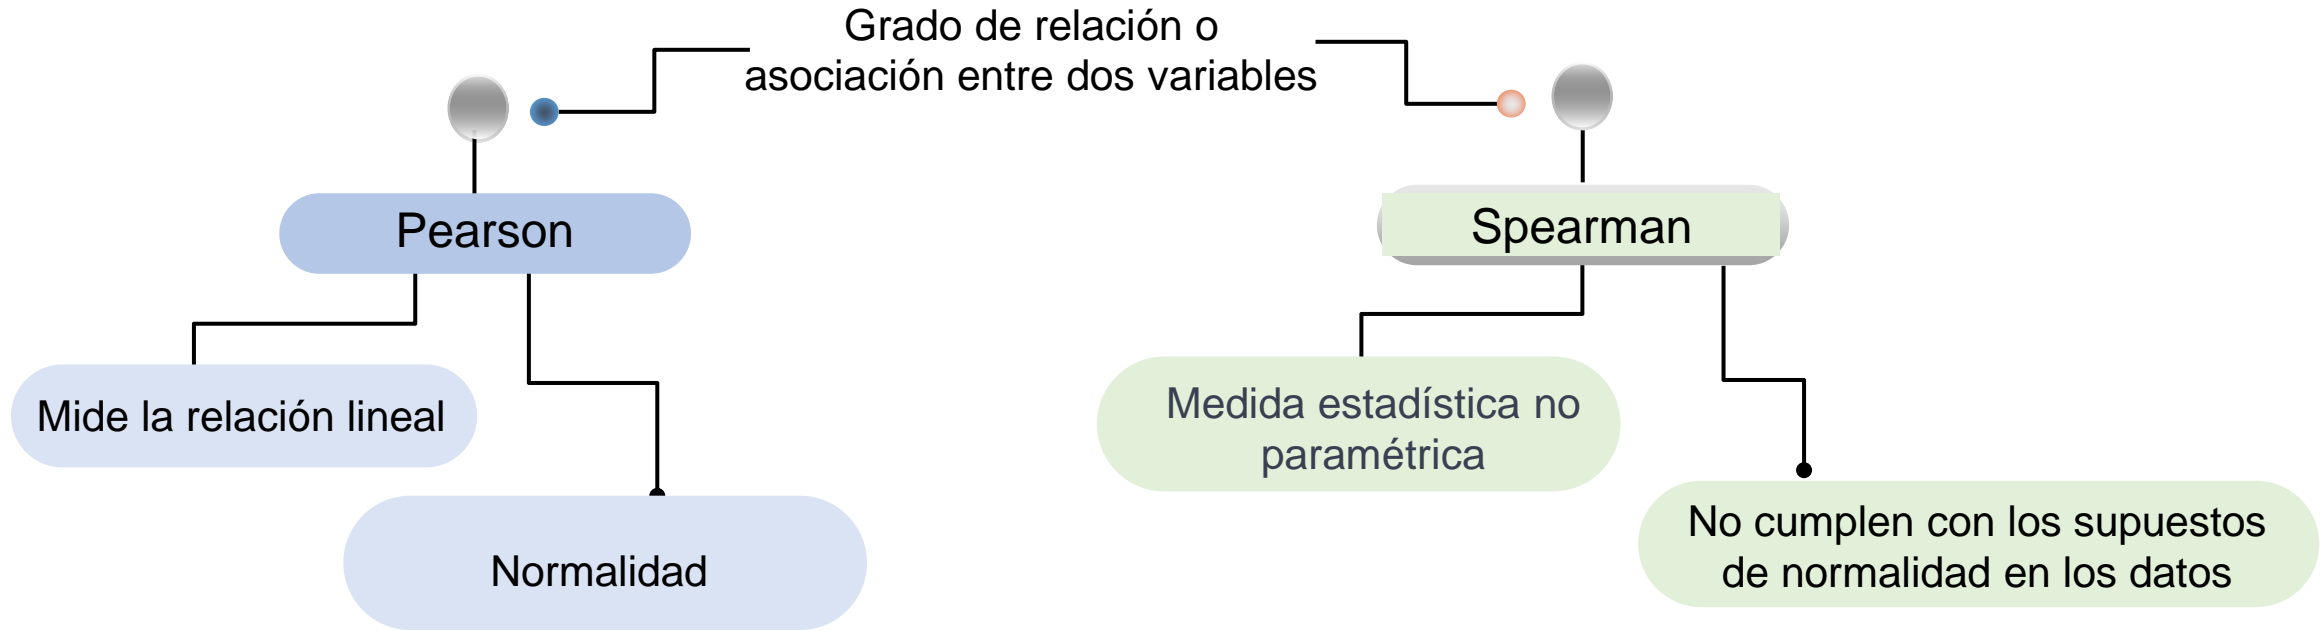 Grado de relación o
asociación entre dos variables
Pearson
Spearman
Mide la relación lineal
Normalidad
Medida estadística no
paramétrica
No cumplen con los supuestos
de normalidad en los datos